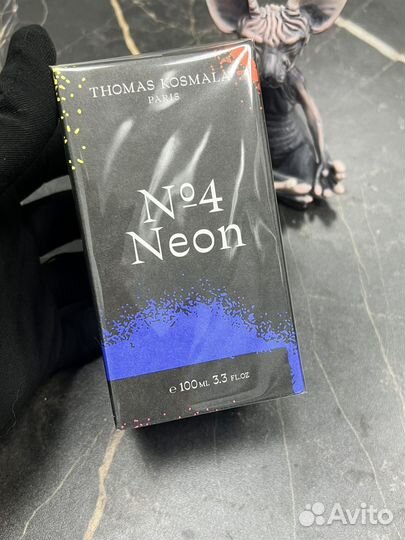 THOMAS KOSMALA
PARIS
Nº4
Neon
℮ 100ML 3.3 FL.OZ
Avito